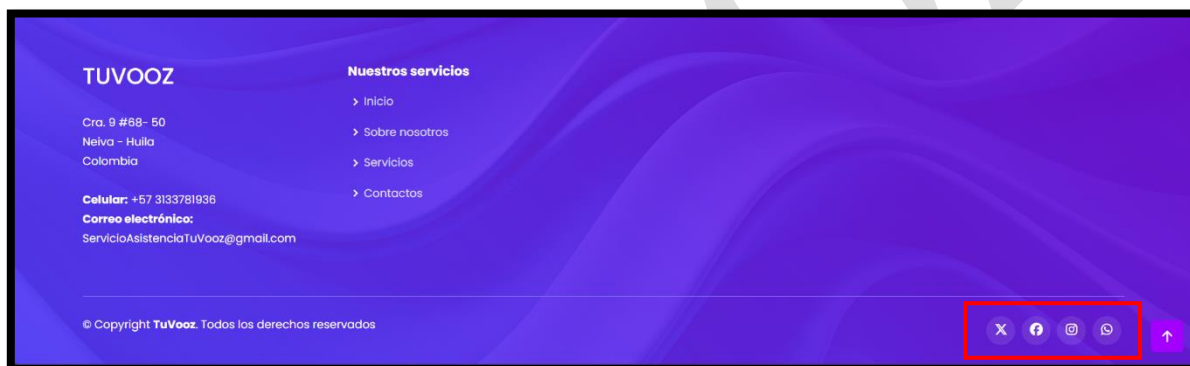 TUVOOZ
Cra. 9 #68- 50
Neiva - Huila
Colombia
Celular: +57 3133781936
Correo electrónico:
ServicioAsistenciaTuVooz@gmail.com
Nuestros servicios
Inicio
Sobre nosotros
Servicios
Contactos
© Copyright TuVooz. Todos los derechos reservados